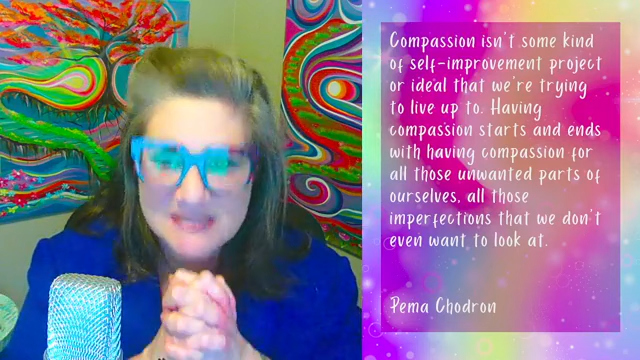 Compassion isn't some kind
of self-improvement project
or ideal that we're trying
to live up to. Having
compassion starts and ends
with having compassion for
all those unwanted parts of
ourselves, all those
imperfections that we don't
even want to look at.
Pema Chodron